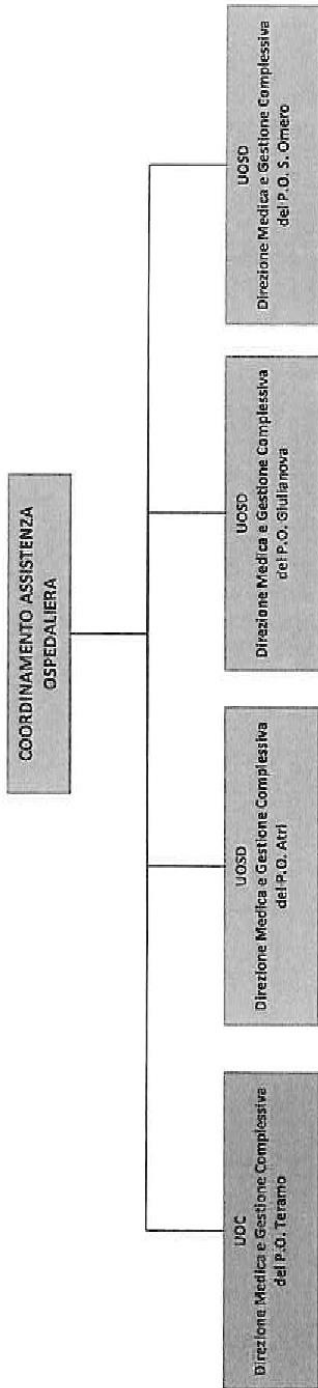 COORDINAMENTO ASSISTENZA
OSPEDALIERA
UOC
Direzione Medica e Gestione Complessiva
del P.O. Teramo
UOSD
Direzione Medica e Gestione Complessiva
del P.O. Atri
UOSD
Direzione Medica e Gestione Complessiva
del P.O. Giulianova
UOSD
Direzione Medica e Gestione Complessiva
del P.O. S. Omero